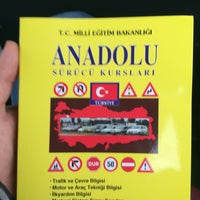 T.C. MİLLİ EĞİTİM BAKANLIĞI
ANADOLU
SÜRÜCÜ KURSLARI
TÜRKİYE
DUR 50
• Trafik ve Çevre Bilgisi
• Motor ve Araç Tekniği Bilgisi
• İlkyardım Bilgisi